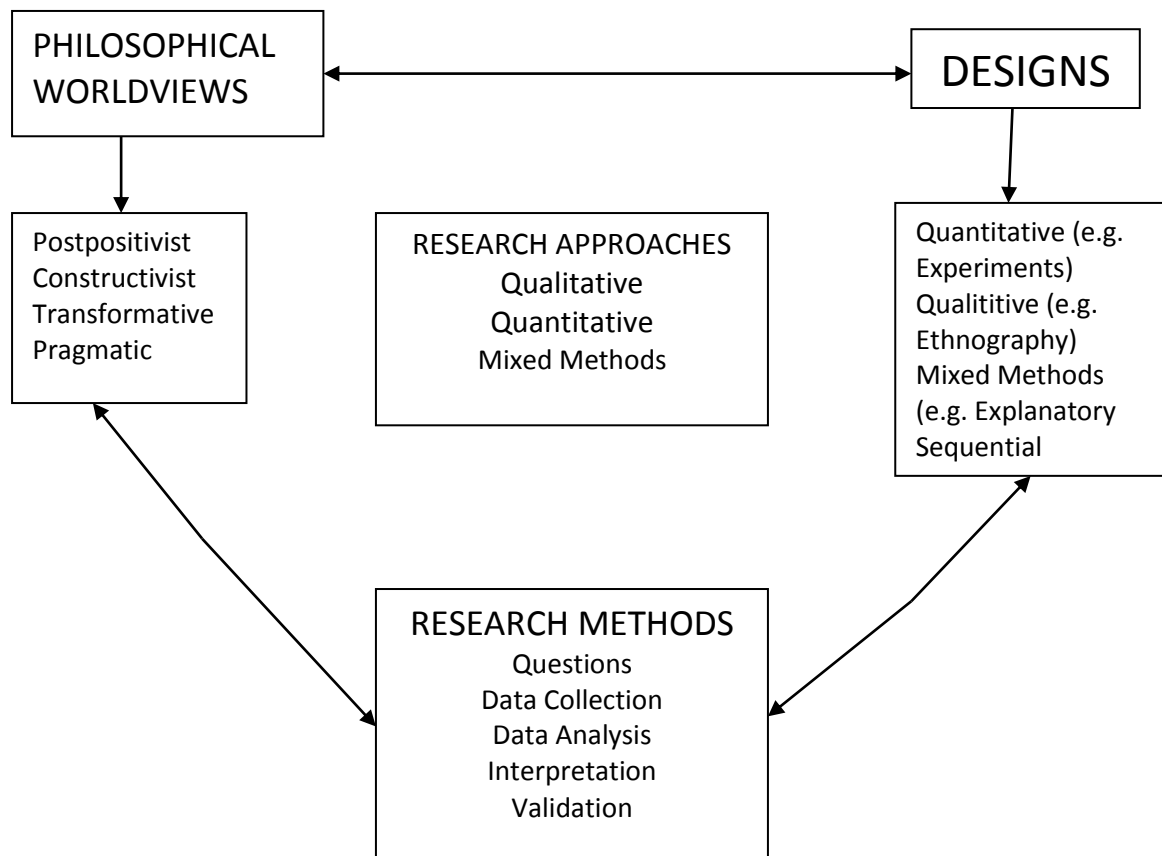 PHILOSOPHICAL
WORLDVIEWS
DESIGNS
Postpositivist
Constructivist
Transformative
Pragmatic
RESEARCH APPROACHES
Qualitative
Quantitative
Mixed Methods
Quantitative (e.g.
Experiments)
Qualititive (e.g.
Ethnography)
Mixed Methods
(e.g. Explanatory
Sequential
RESEARCH METHODS
Questions
Data Collection
Data Analysis
Interpretation
Validation